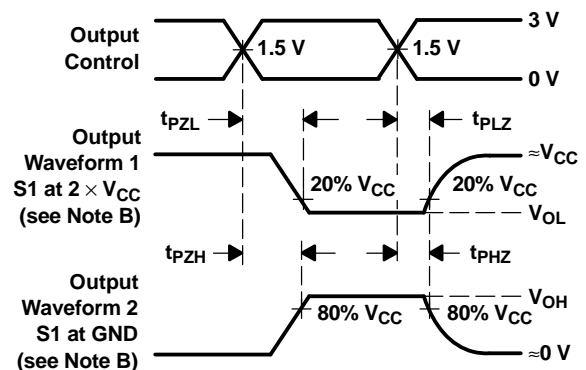 3 V
Output
Control
1.5 V
1.5 V
0 V
tPZL
tPLZ
Output
Waveform 1
S1 at 2 × VCC
(see Note B)
≈VCC
20% VCC
20% VCC
VOL
tPZH
tPHZ
Output
Waveform 2
S1 at GND
(see Note B)
VOH
80% VCC
80% VCC
≈0 V